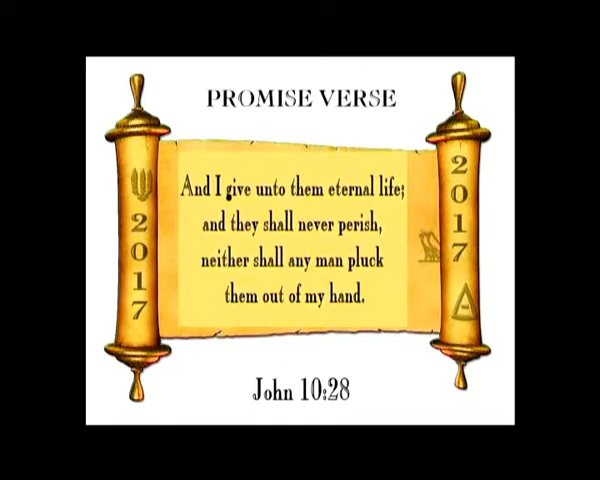 PROMISE VERSE
And I give unto them eternal life;
and they shall never perish,
neither shall any man pluck
them out of my hand.
2017
2017
John 10:28